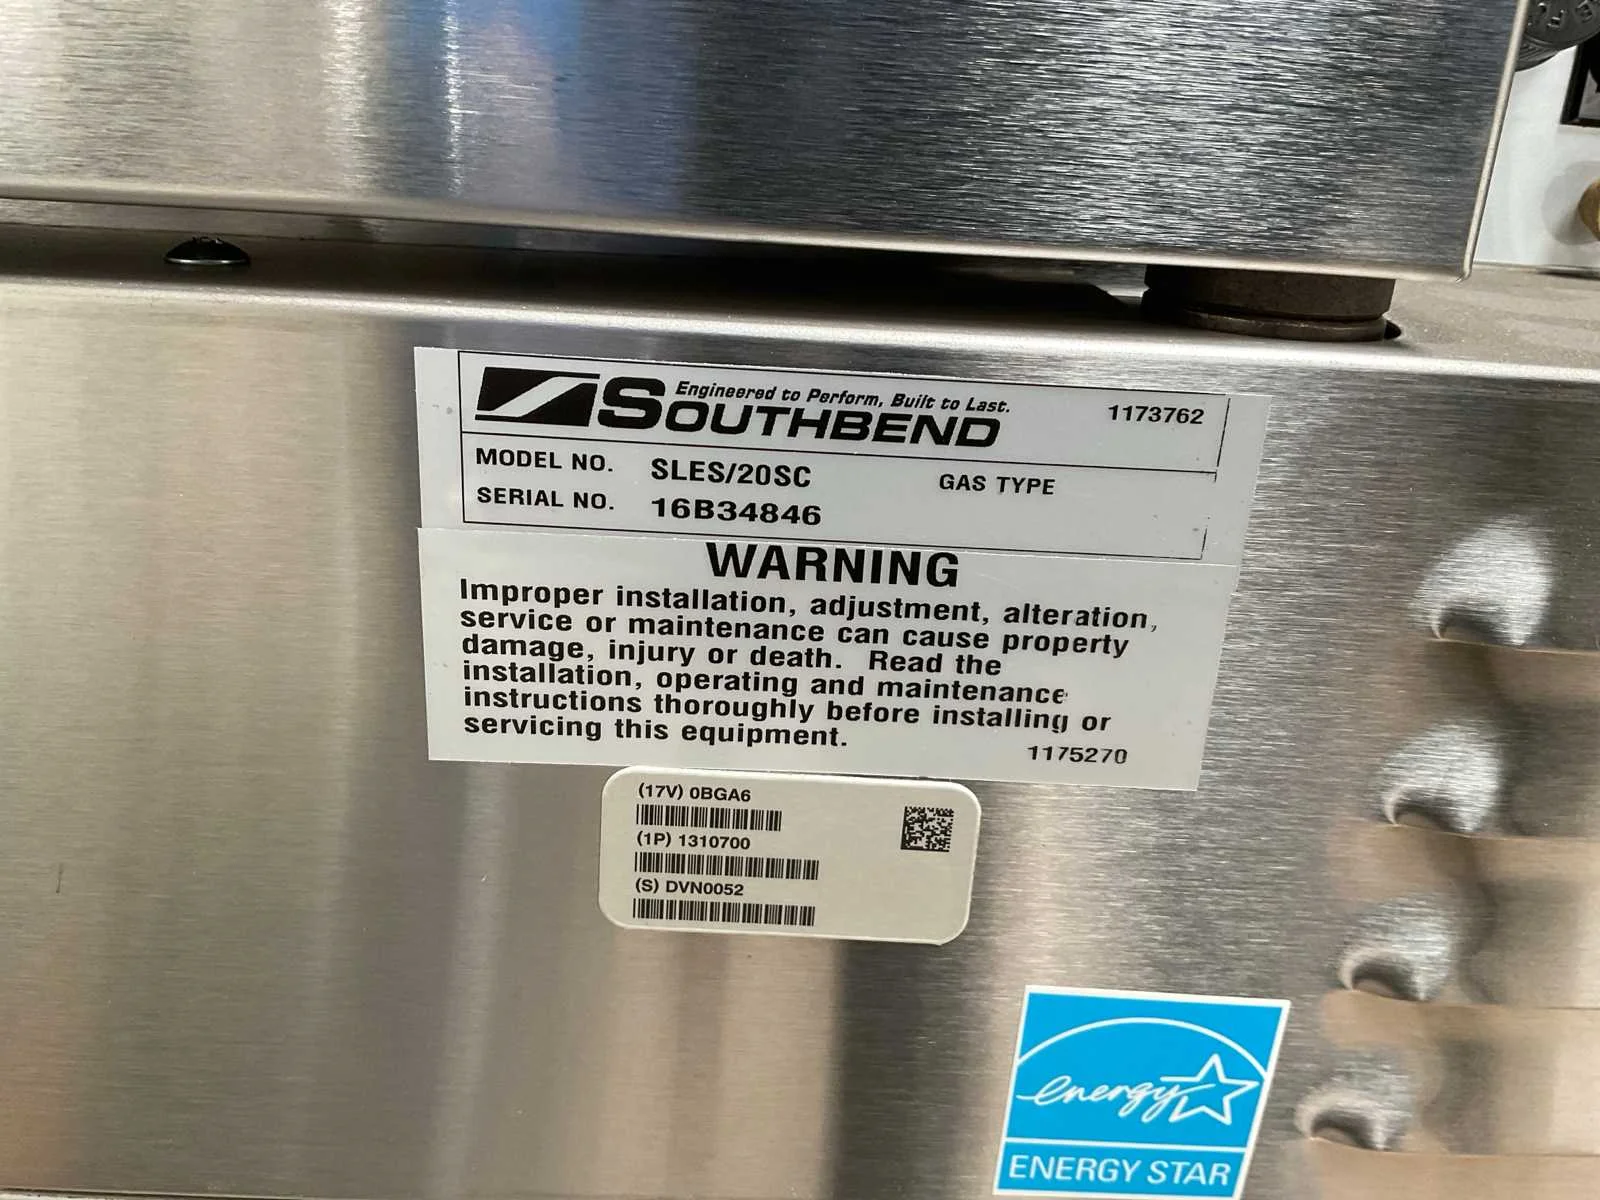 Engineered to Perform, Built to Last.
SOUTHBEND
1173762
MODEL NO. SLES/20SC GAS TYPE
SERIAL NO. 16B34846
WARNING
Improper installation, adjustment, alteration,
service or maintenance can cause property
damage, injury or death. Read the
installation, operating and maintenance
instructions thoroughly before installing or
servicing this equipment.
1175270
(17V) 0BGA6
(1P) 1310700
(S) DVN0052
energy
ENERGY STAR